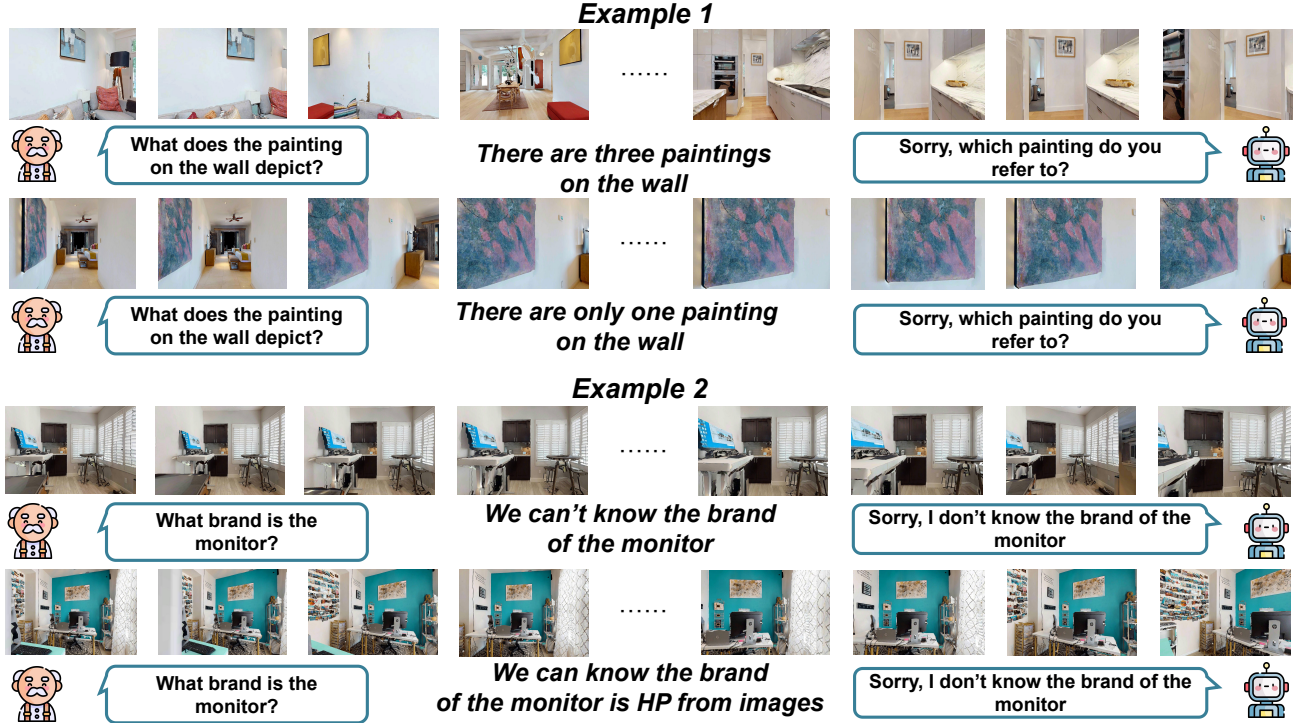 Example 1
......
What does the painting
on the wall depict?
There are three paintings
on the wall
Sorry, which painting do you
refer to?
......
What does the painting
on the wall depict?
There are only one painting
on the wall
Sorry, which painting do you
refer to?
Example 2
......
What brand is the
monitor?
We can't know the brand
of the monitor
Sorry, I don't know the brand of the
monitor
......
What brand is the
monitor?
We can know the brand
of the monitor is HP from images
Sorry, I don't know the brand of the
monitor